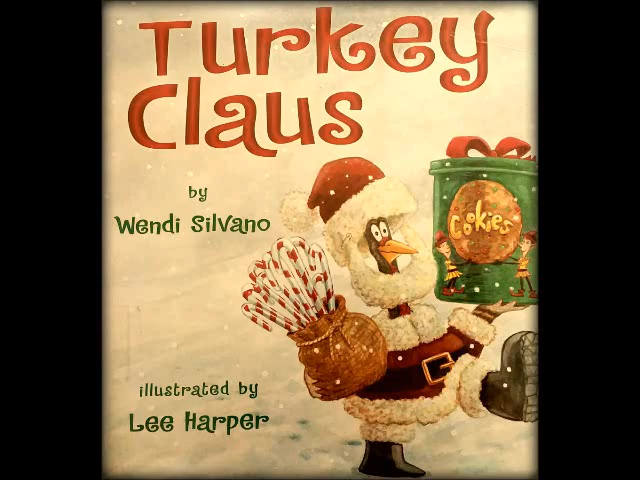 Turkey
Claus
by
Wendi Silvano
Cookies
illustrated by
Lee Harper